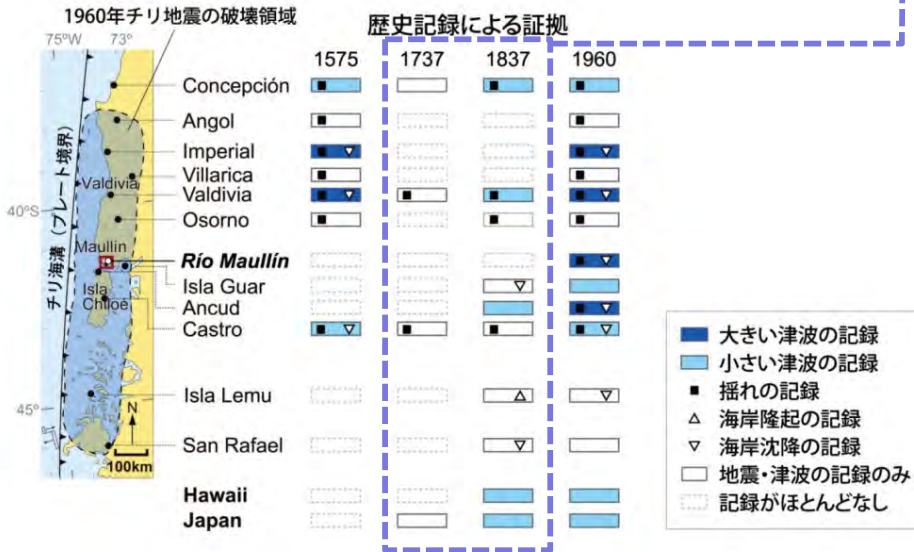 1960年チリ地震の破壊領域
歴史記録による証拠
75°W 73°
1575 1737 1837 1960
Concepción
Angol
Imperial
Villarica
Valdivia
Valdivia
40°S
Osorno
チリ海溝（プレート境界）
Maullín
Río Maullín
Isla Guar
Isla
Chiloé
Ancud
Castro
Isla Lemu
45°
N
San Rafael
100km
Hawaii
Japan
大きい津波の記録
小さい津波の記録
揺れの記録
海岸隆起の記録
海岸沈降の記録
地震・津波の記録のみ
記録がほとんどなし